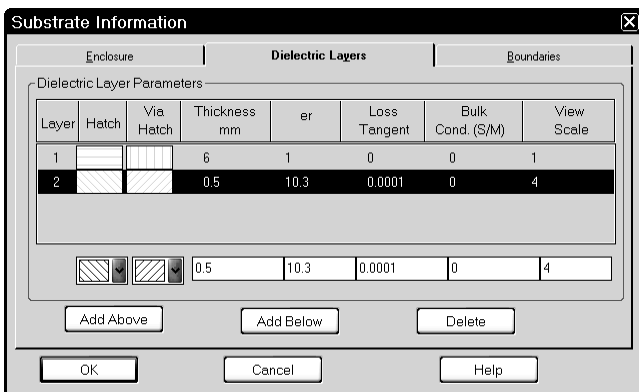 Substrate Information
Enclosure Dielectric Layers Boundaries
Dielectric Layer Parameters
Layer Hatch Via Hatch Thickness mm er Loss Tangent Bulk Cond. (S/M) View Scale
1 6 1 0 0 1
2 0.5 10.3 0.0001 0 4
0.5 10.3 0.0001 0 4
Add Above Add Below Delete
OK Cancel Help